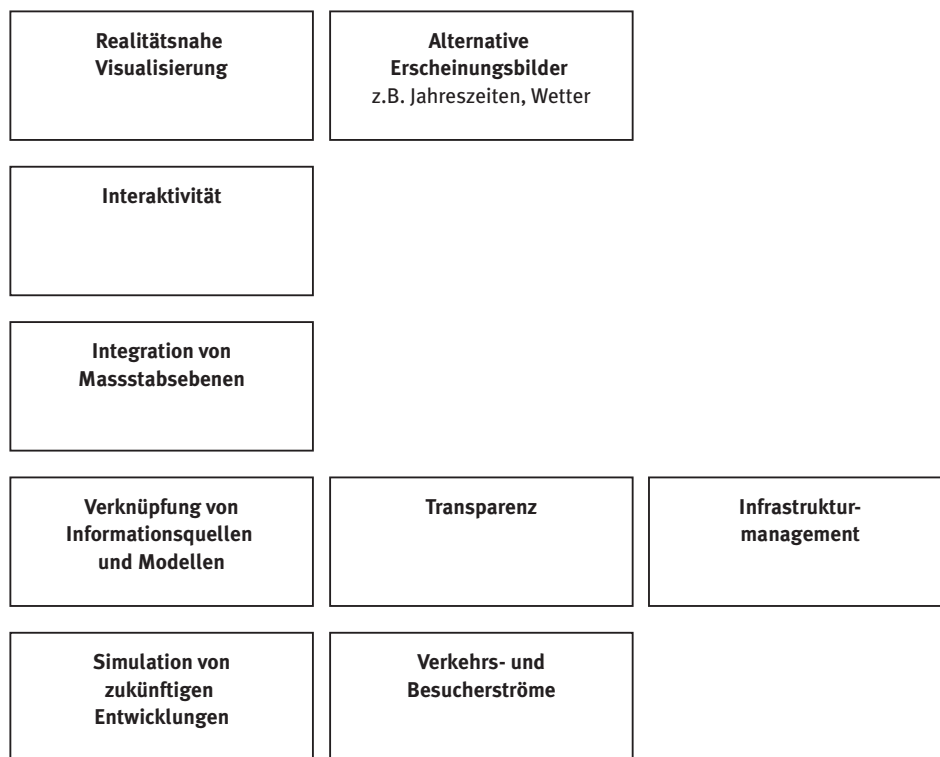 Realitätsnahe
Visualisierung
Alternative
Erscheinungsbilder
z.B. Jahreszeiten, Wetter
Interaktivität
Integration von
Massstabsebenen
Verknüpfung von
Informationsquellen
und Modellen
Transparenz
Infrastruktur-
management
Simulation von
zukünftigen
Entwicklungen
Verkehrs- und
Besucherströme